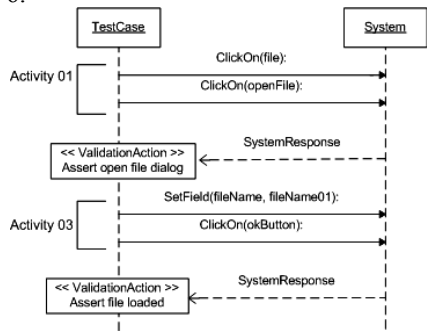 6.
TestCase System
ClickOn(file):
Activity 01
ClickOn(openFile):
SystemResponse
<< ValidationAction >>
Assert open file dialog
SetField(fileName, fileName01):
Activity 03
ClickOn(okButton):
SystemResponse
<< ValidationAction >>
Assert file loaded